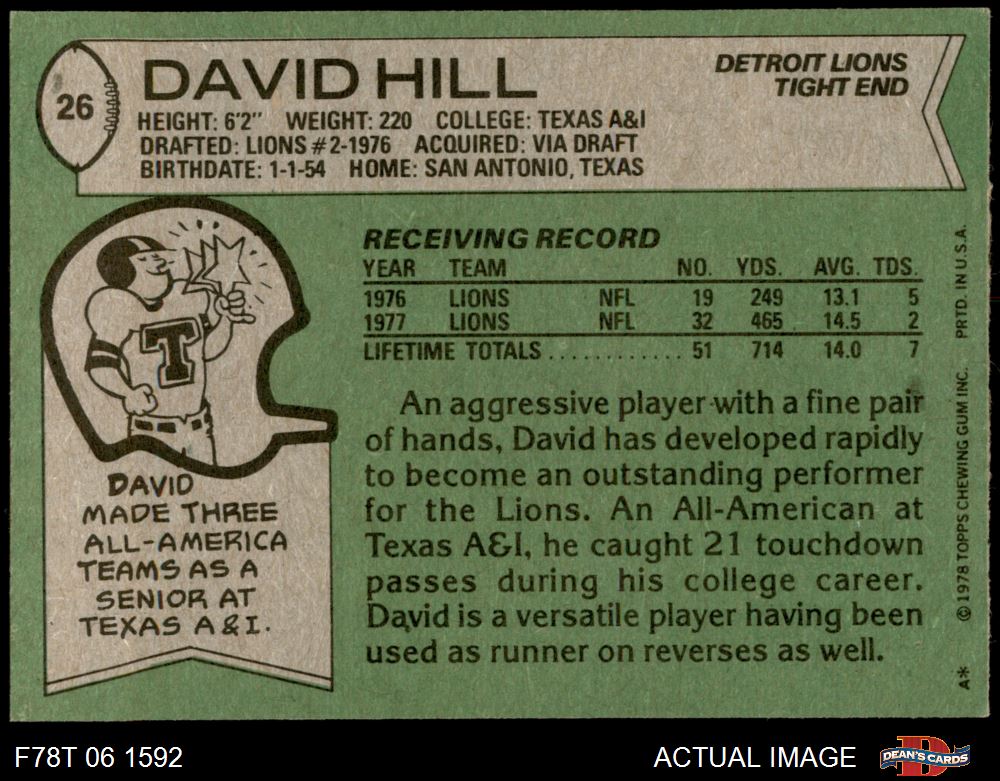 26
DAVID HILL
DETROIT LIONS
TIGHT END
HEIGHT: 6'2" WEIGHT: 220 COLLEGE: TEXAS A&I
DRAFTED: LIONS #2-1976 ACQUIRED: VIA DRAFT
BIRTHDATE: 1-1-54 HOME: SAN ANTONIO, TEXAS
T
DAVID
MADE THREE
ALL-AMERICA
TEAMS AS A
SENIOR AT
TEXAS A&I.
RECEIVING RECORD
YEAR TEAM NO. YDS. AVG. TDS.
1976 LIONS NFL 19 249 13.1 5
1977 LIONS NFL 32 465 14.5 2
LIFETIME TOTALS ............ 51 714 14.0 7
An aggressive player with a fine pair
of hands, David has developed rapidly
to become an outstanding performer
for the Lions. An All-American at
Texas A&I, he caught 21 touchdown
passes during his college career.
David is a versatile player having been
used as runner on reverses as well.
A* © 1978 TOPPS CHEWING GUM INC. PRTD. IN U.S.A.
F78T 06 1592
ACTUAL IMAGE
D
DEAN'S CARDS